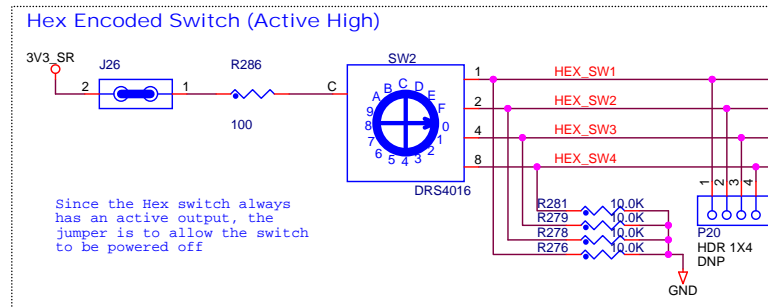 Hex Encoded Switch (Active High)
3V3_SR
J26
2
1
R286
100
C
SW2
0 1 2 3 4 5 6 7 8 9 A B C D E F
DRS4016
1
HEX_SW1
2
HEX_SW2
4
HEX_SW3
8
HEX_SW4
Since the Hex switch always
has an active output, the
jumper is to allow the switch
to be powered off
R281 10.0K
R279 10.0K
R278 10.0K
R276 10.0K
GND
1 2 3 4
P20
HDR 1X4
DNP